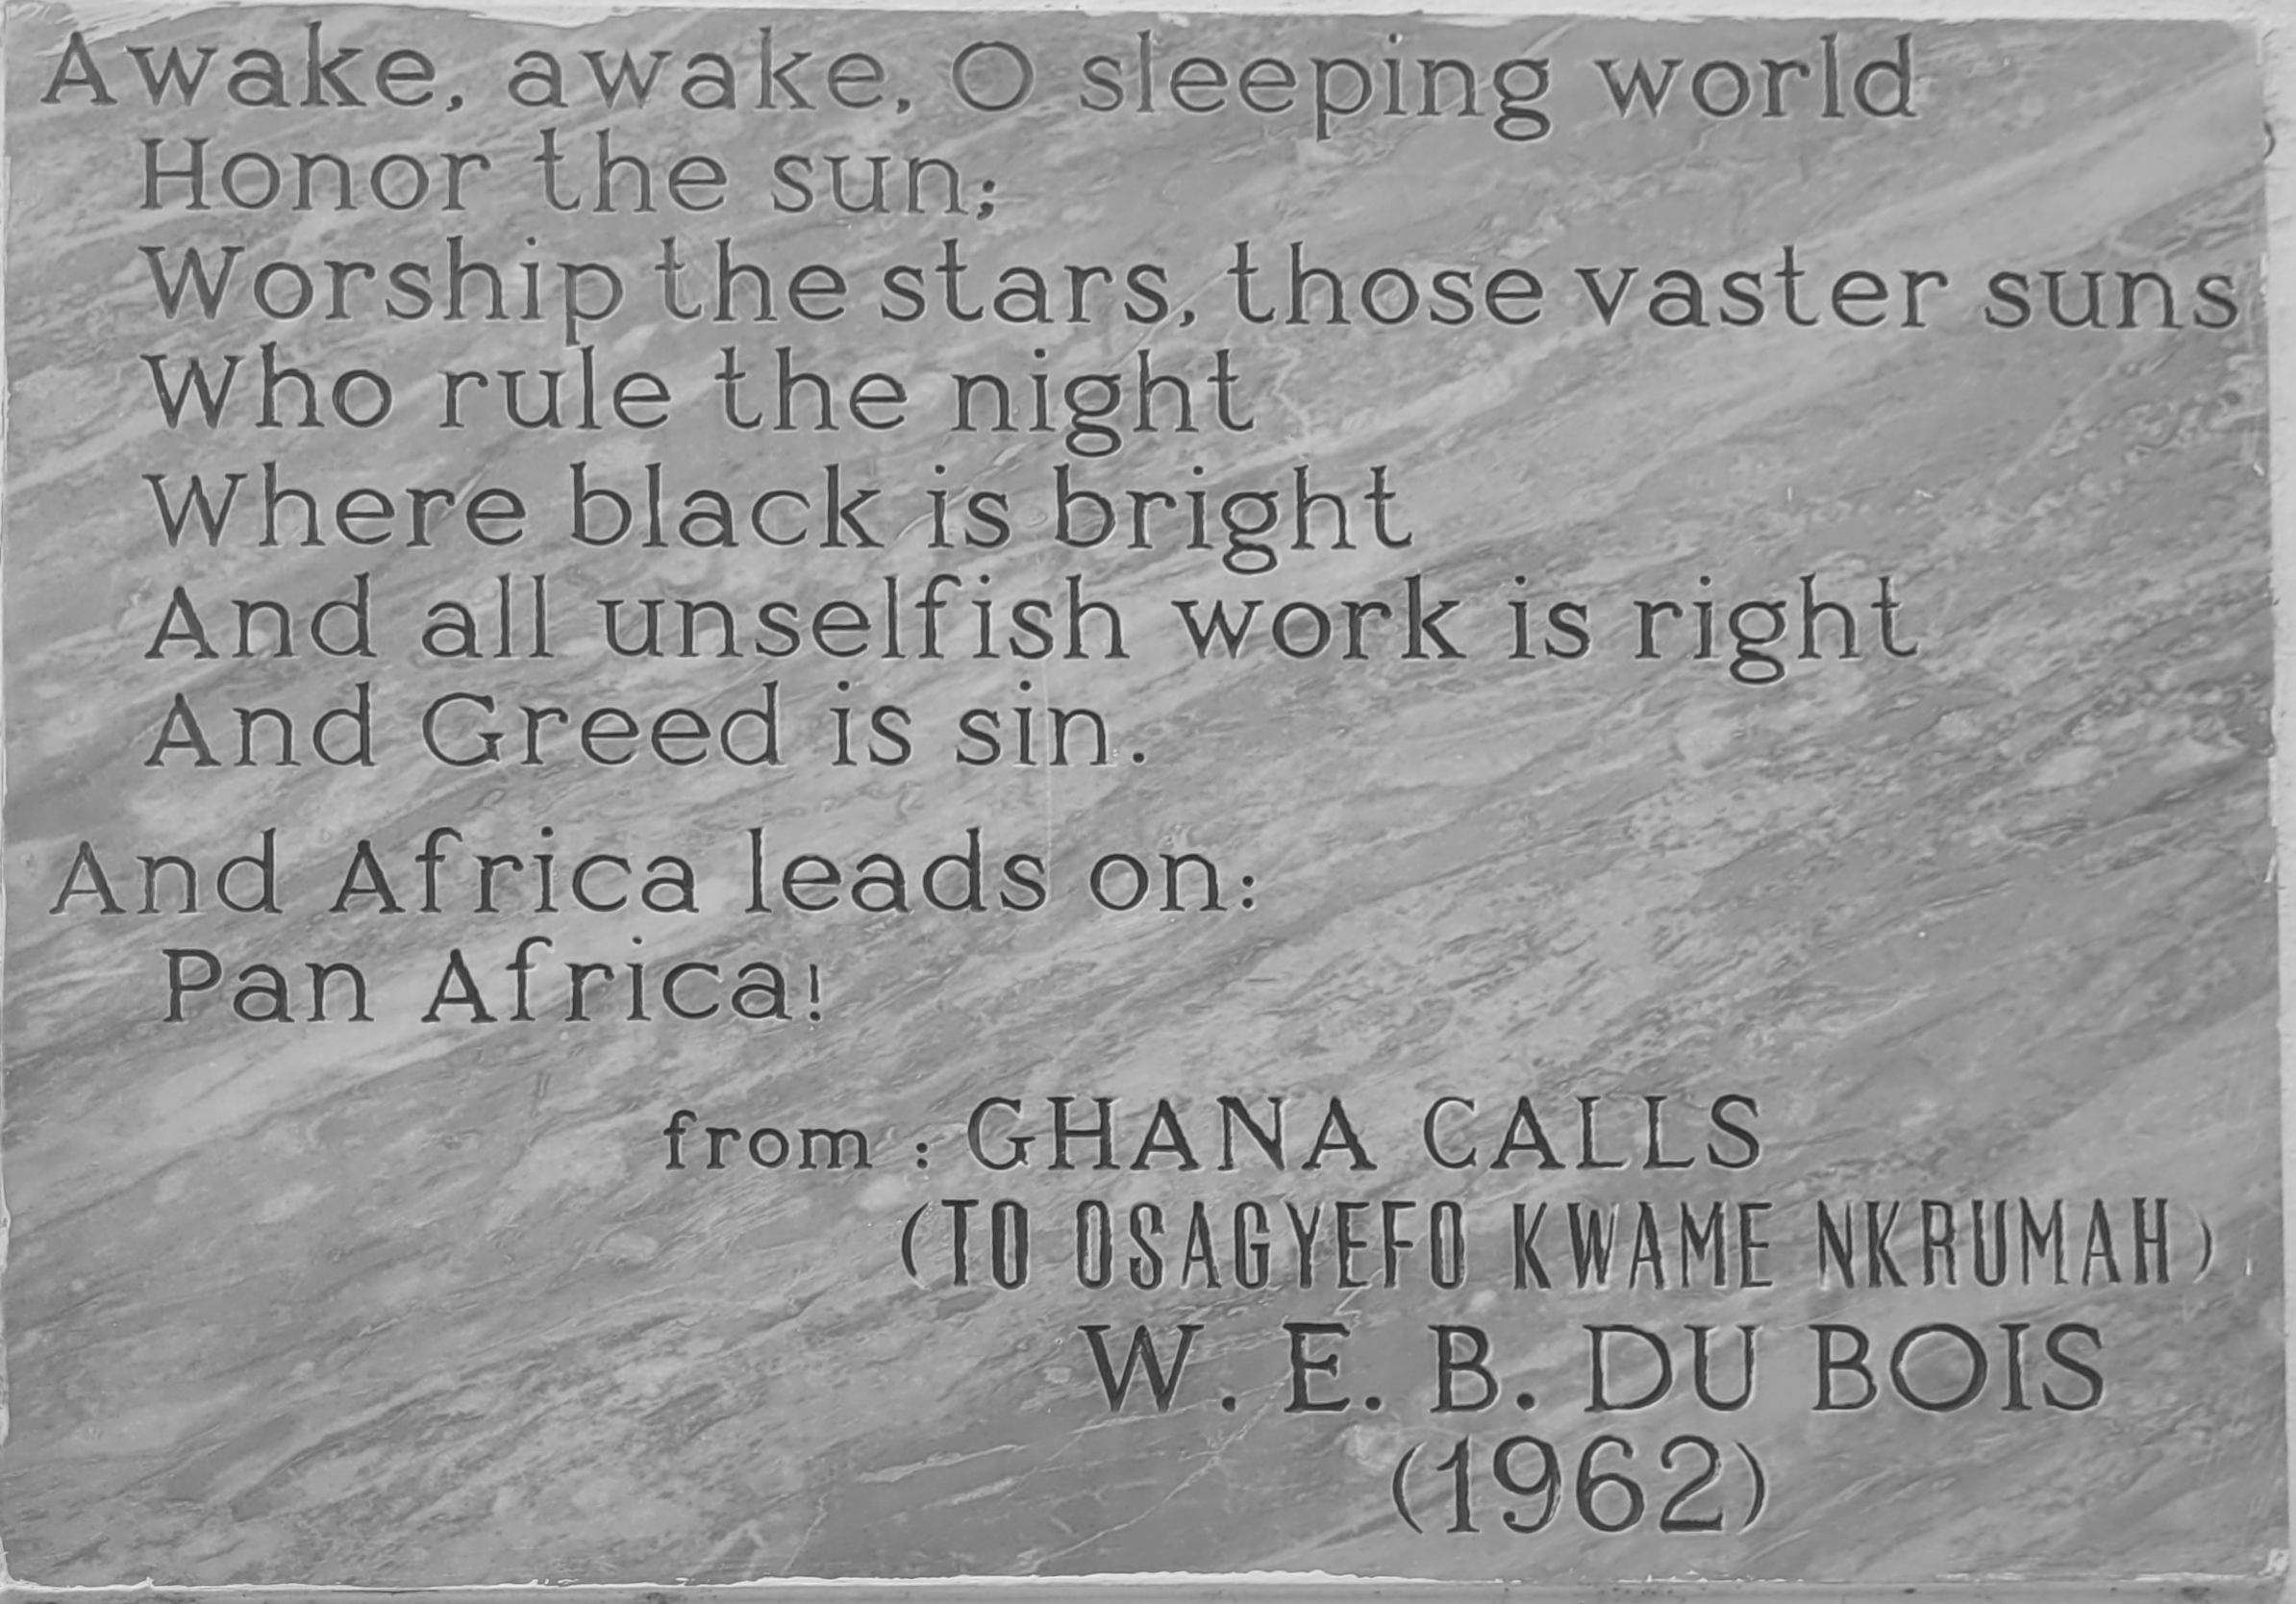 Awake, awake, O sleeping world
Honor the sun;
Worship the stars, those vaster suns
Who rule the night
Where black is bright
And all unselfish work is right
And Greed is sin.
And Africa leads on:
Pan Africa!
from : GHANA CALLS
(TO OSAGYEFO KWAME NKRUMAH)
W. E. B. DU BOIS
(1962)